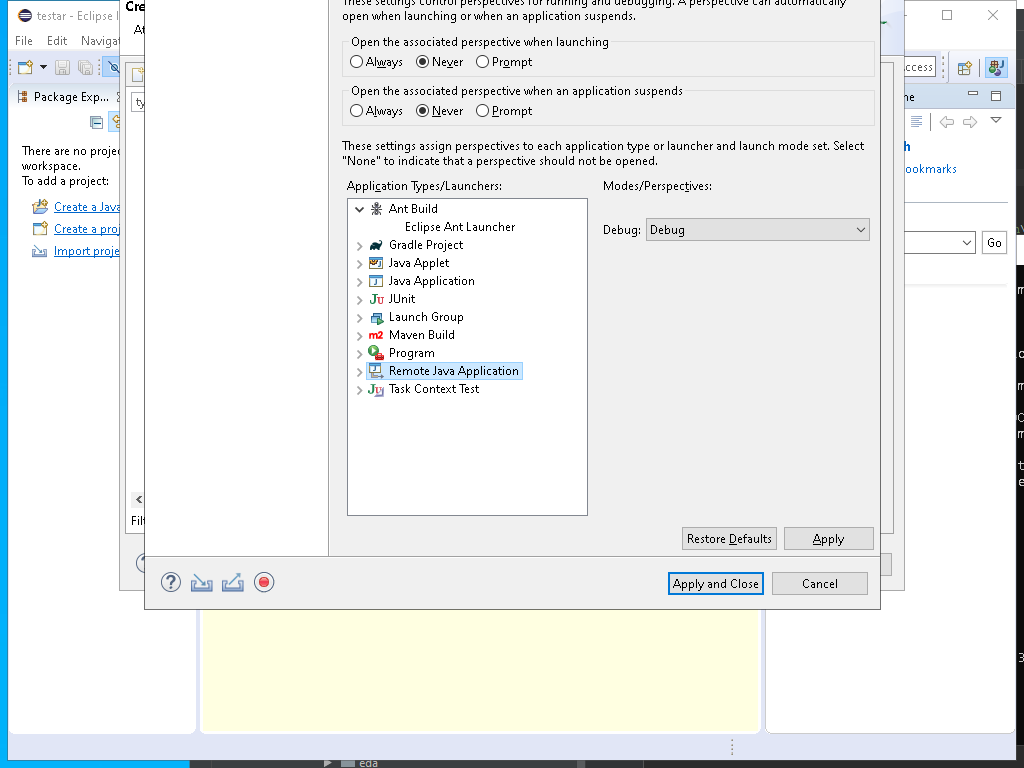 testar - Eclipse I
File Edit Navigat
Cre
At
These settings control perspectives for running and debugging. A perspective can automatically
open when launching or when an application suspends.
Open the associated perspective when launching
Always Never Prompt
Open the associated perspective when an application suspends
Always Never Prompt
These settings assign perspectives to each application type or launcher and launch mode set. Select
"None" to indicate that a perspective should not be opened.
Application Types/Launchers:
Modes/Perspectives:
Ant Build
Eclipse Ant Launcher
Gradle Project
Java Applet
Java Application
JUnit
Launch Group
Maven Build
Program
Remote Java Application
Task Context Test
Debug: Debug
Restore Defaults Apply
Apply and Close Cancel
Package Exp...
There are no proje
workspace.
To add a project:
Create a Java
Create a proj
Import proje
ty
Filt
ccess
ne
h
ookmarks
Go
eda